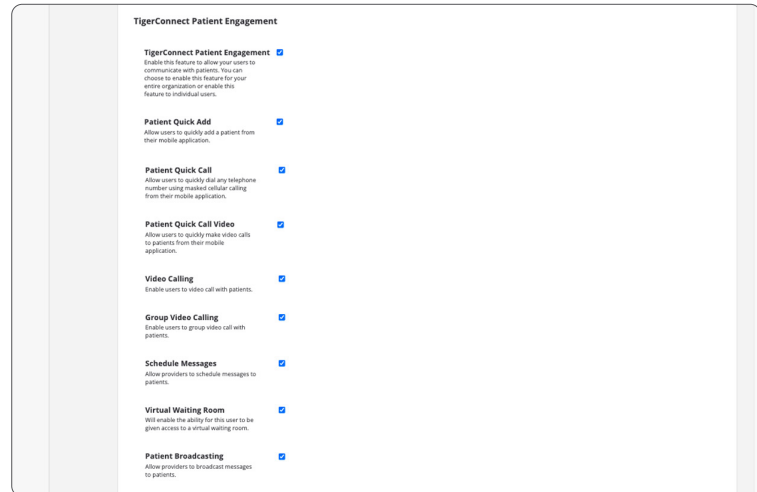 TigerConnect Patient Engagement
TigerConnect Patient Engagement
Enable this feature to allow your users to
communicate with patients. You can
choose to enable this feature for your
entire organization or enable this
feature to individual users.
Patient Quick Add
Allow users to quickly add a patient from
their mobile application.
Patient Quick Call
Allow users to quickly dial any telephone
number using masked cellular calling
from their mobile application.
Patient Quick Call Video
Allow users to quickly make video calls
to patients from their mobile
application.
Video Calling
Enable users to video call with patients.
Group Video Calling
Enable users to group video call with
patients.
Schedule Messages
Allow providers to schedule messages to
patients.
Virtual Waiting Room
Will enable the ability for this user to be
given access to a virtual waiting room.
Patient Broadcasting
Allow providers to broadcast messages
to patients.